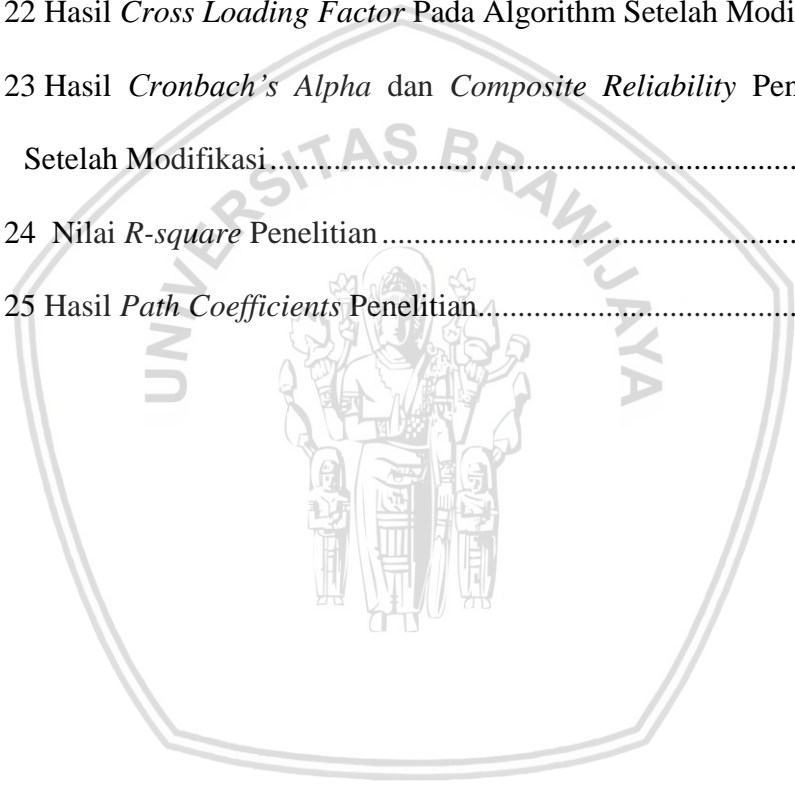 22 Hasil Cross Loading Factor Pada Algorithm Setelah Modi
23 Hasil Cronbach's Alpha dan Composite Reliability Pen
Setelah Modifikasi............................................................
24 Nilai R-square Penelitian..................................................
25 Hasil Path Coefficients Penelitian.......................................
UNIVERSITAS BRAWIJAYA